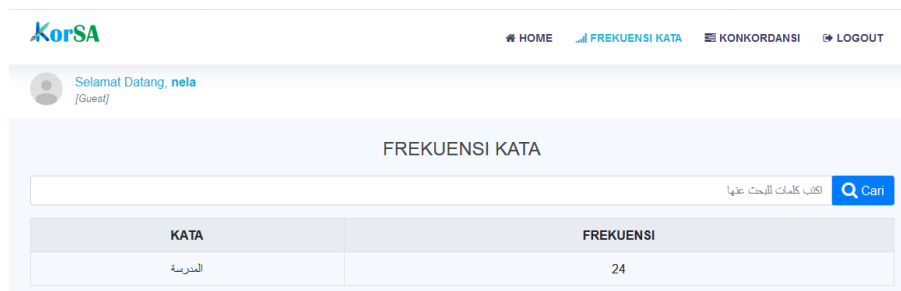 KorSA
HOME FREKUENSI KATA KONKORDANSI LOGOUT
Selamat Datang, nela
[Guest]
FREKUENSI KATA
اكتب كلمات للبحث عنها Cari
KATA FREKUENSI
المدرسة 24